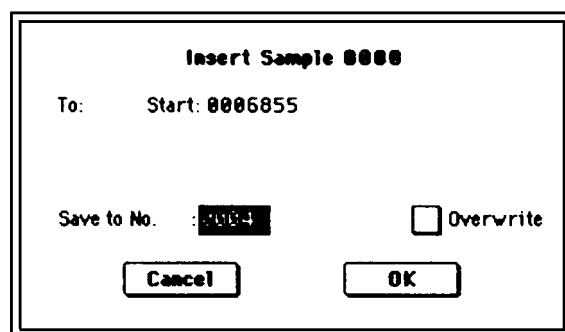 Insert Sample 0000
To: Start: 0006855
Save to No. : Overwrite
Cancel OK